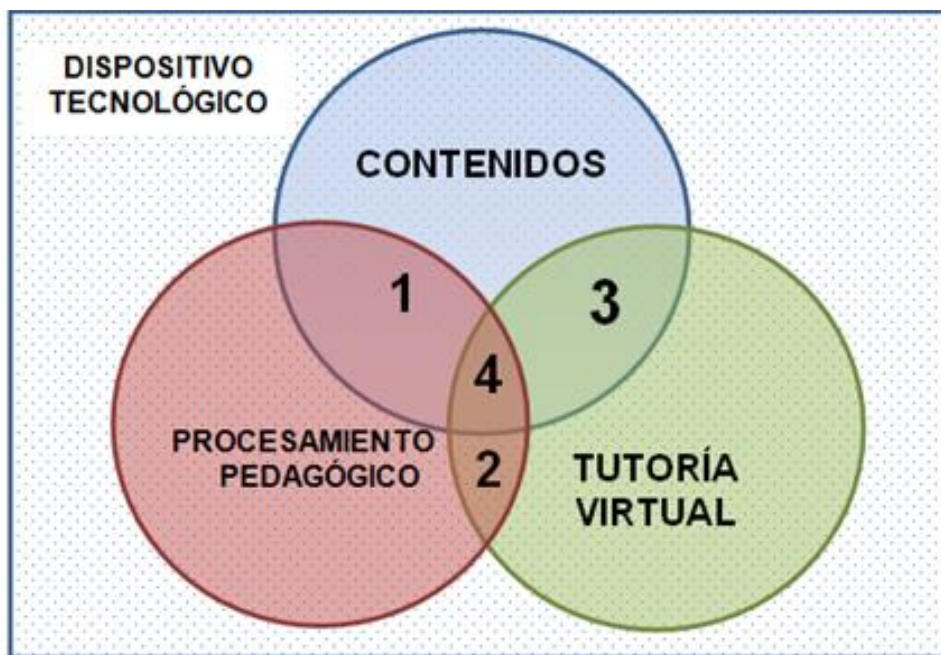 DISPOSITIVO
TECNOLÓGICO
CONTENIDOS
1
3
4
PROCESAMIENTO
PEDAGÓGICO
2
TUTORÍA
VIRTUAL